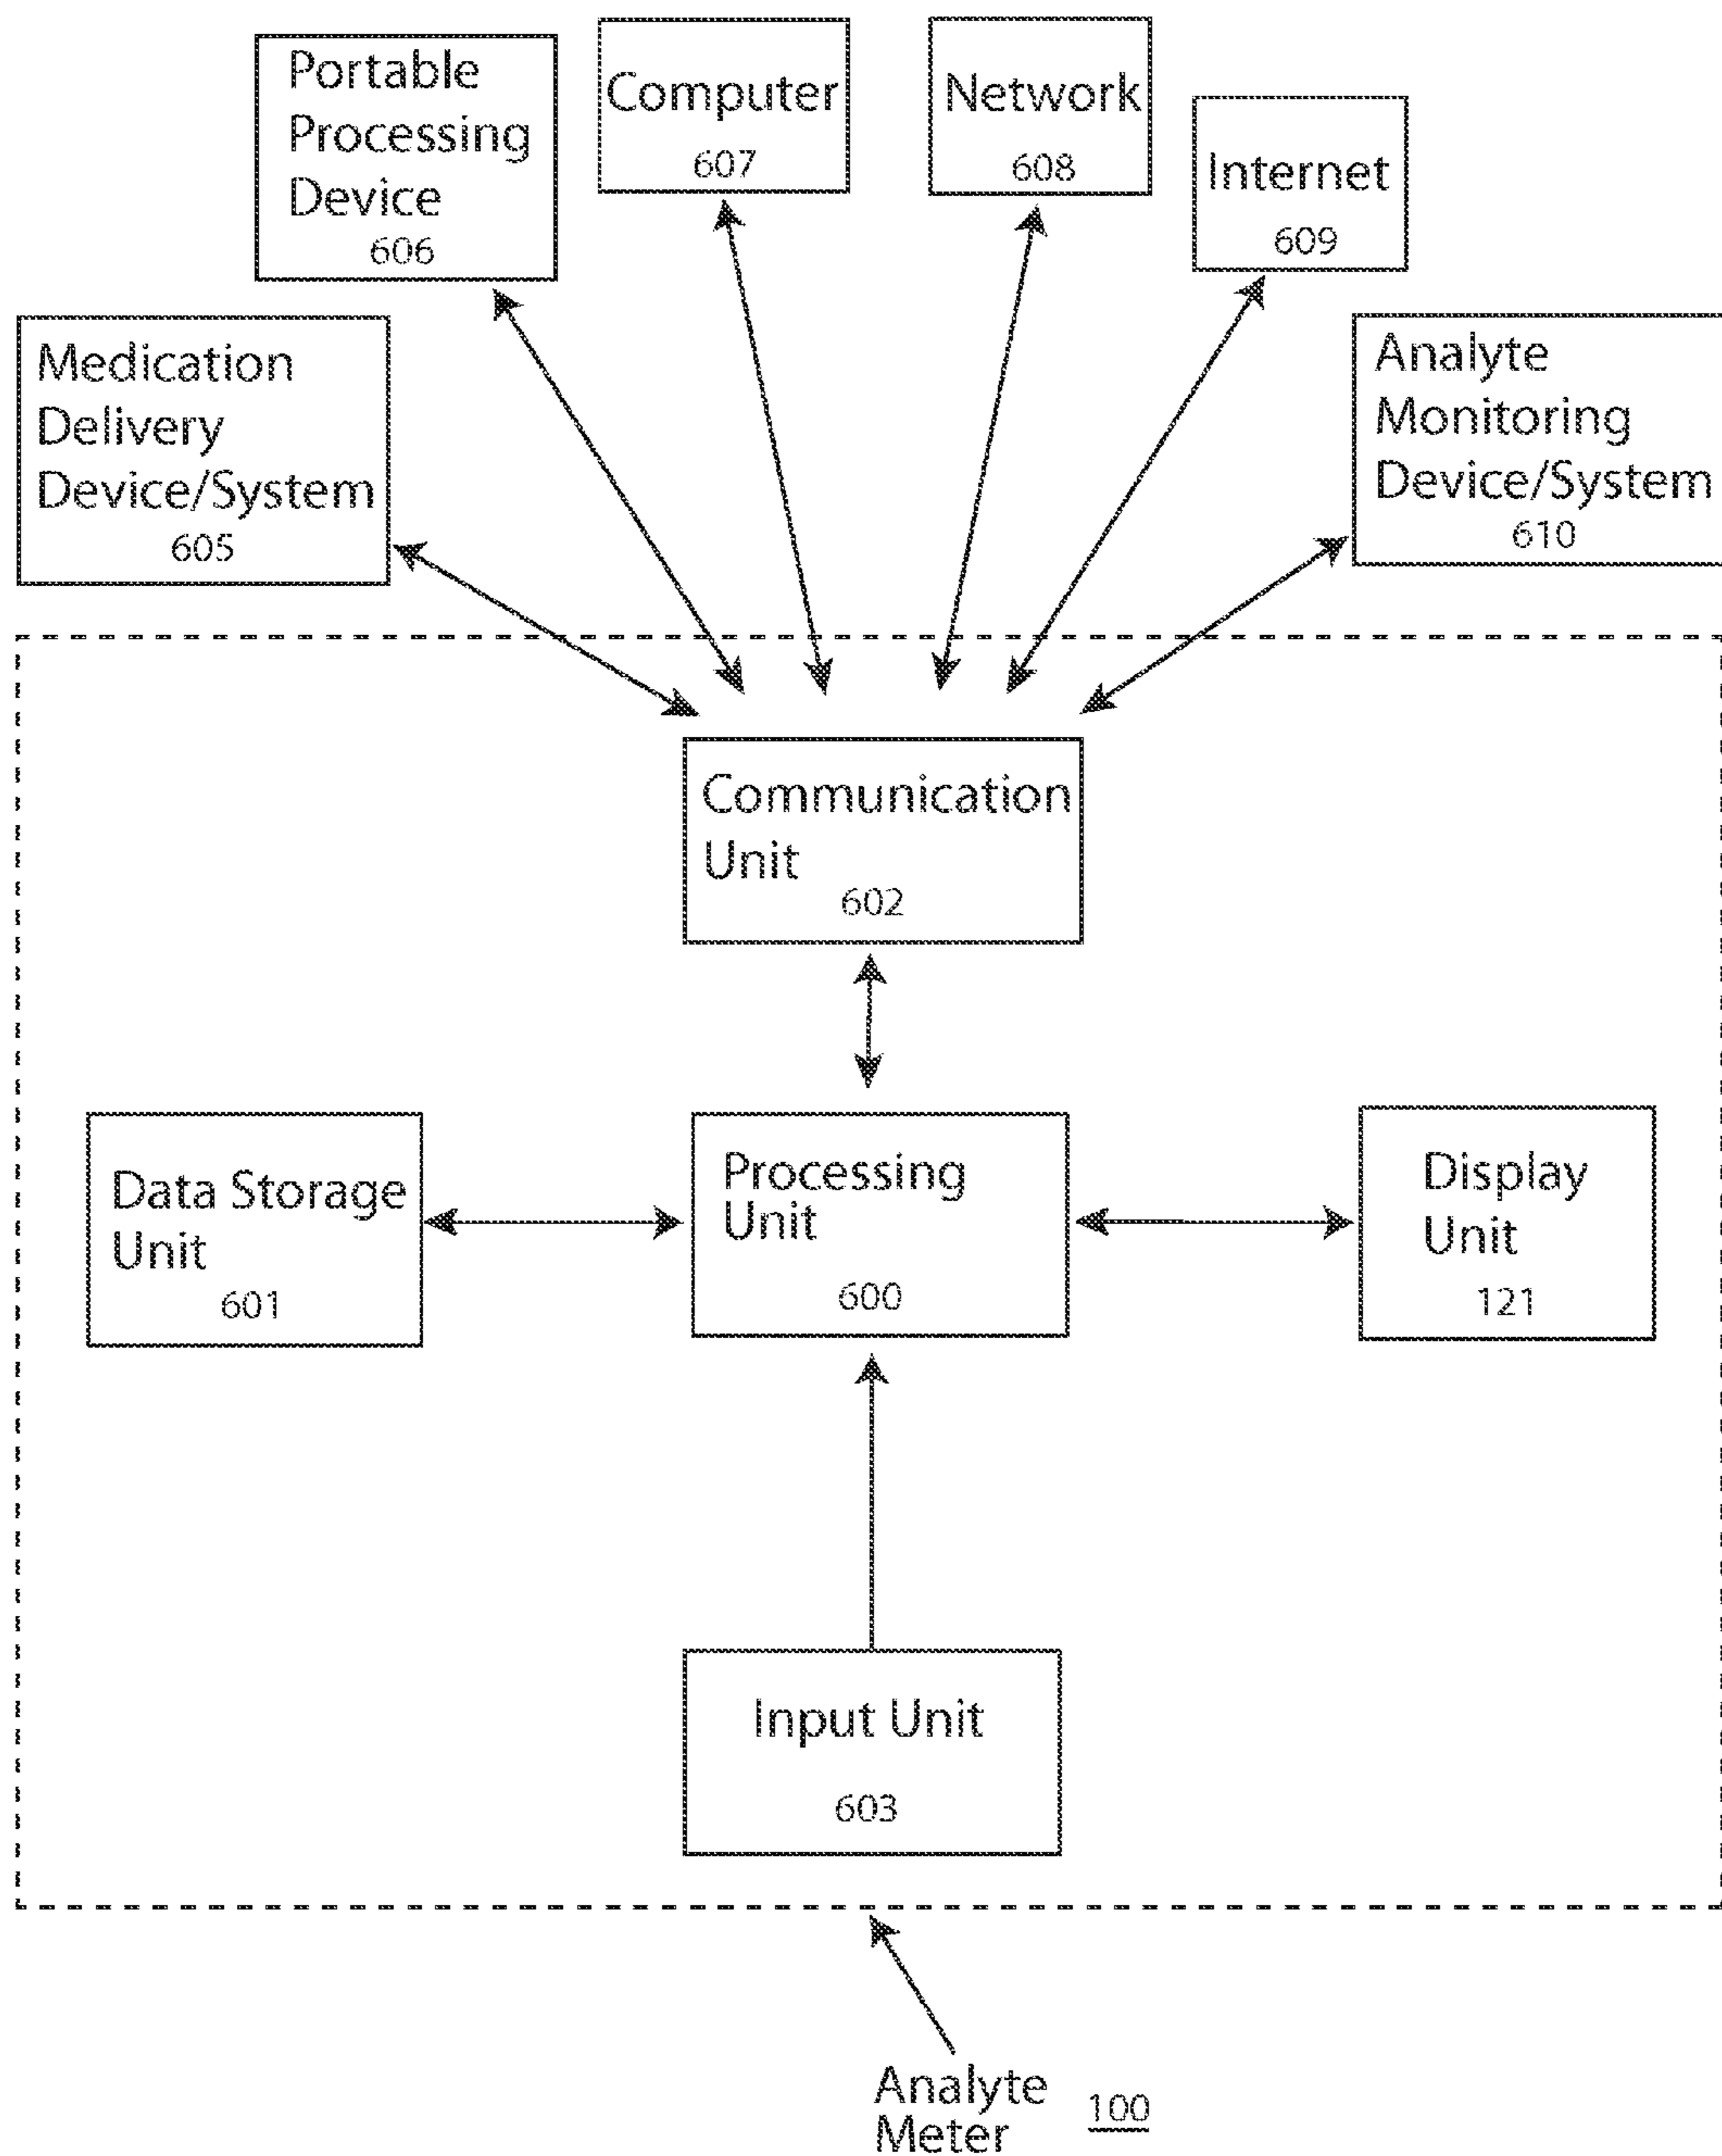 Portable
Processing
Device
606
Computer
607
Network
608
Internet
609
Medication
Delivery
Device/System
605
Analyte
Monitoring
Device/System
610
Communication
Unit
602
Data Storage
Unit
601
Processing
Unit
600
Display
Unit
121
Input Unit
603
Analyte
Meter
100